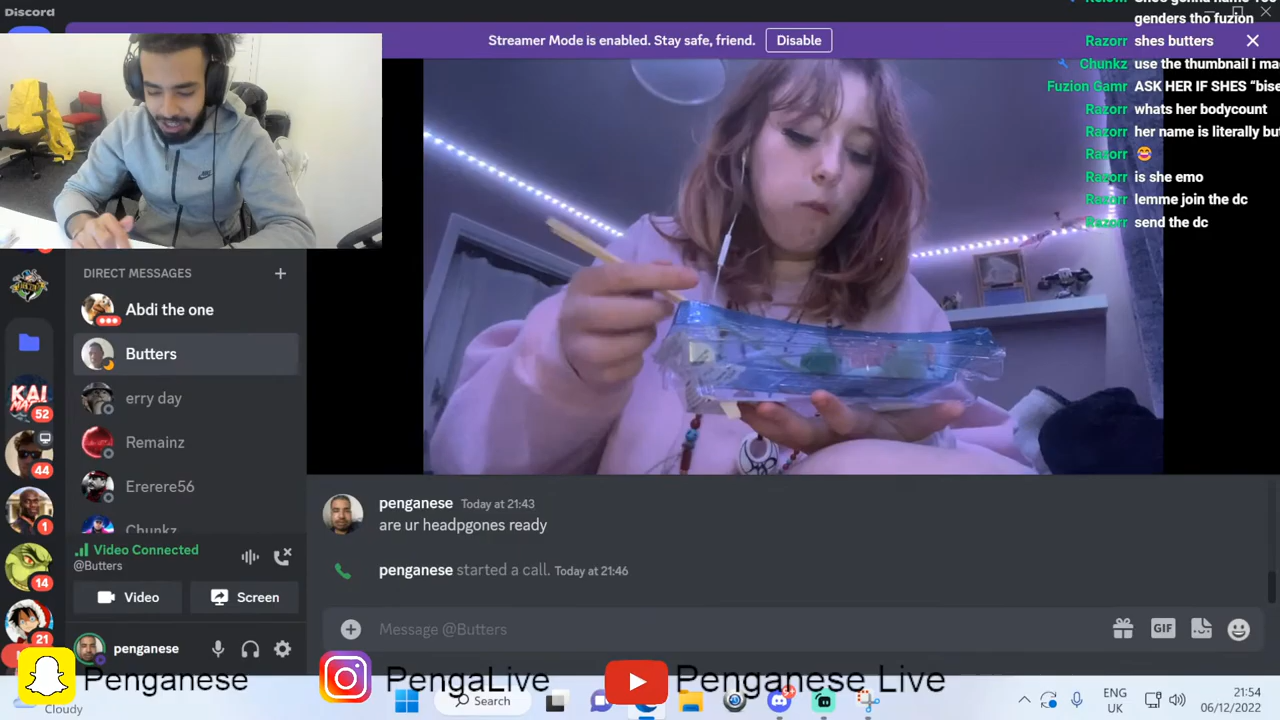 Discord
Streamer Mode is enabled. Stay safe, friend.
Disable
genders tho fuzion
Razorr shes butters
Chunkz use the thumbnail i ma
Fuzion Gamr ASK HER IF SHES “bise
Razorr whats her bodycount
Razorr her name is literally bu
Razorr 😂
Razorr is she emo
Razorr lemme join the dc
Razorr send the dc
DIRECT MESSAGES
Abdi the one
Butters
erry day
Remainz
Ererere56
Chunkz
KAI
52
44
1
14
21
Video Connected
@Butters
Video
Screen
penganese
penganese Today at 21:43
are ur headpgones ready
penganese started a call. Today at 21:46
Message @Butters
GIF
Penganese
PengaLive
Penganese Live
Cloudy
Search
ENG
UK
21:54
06/12/2022